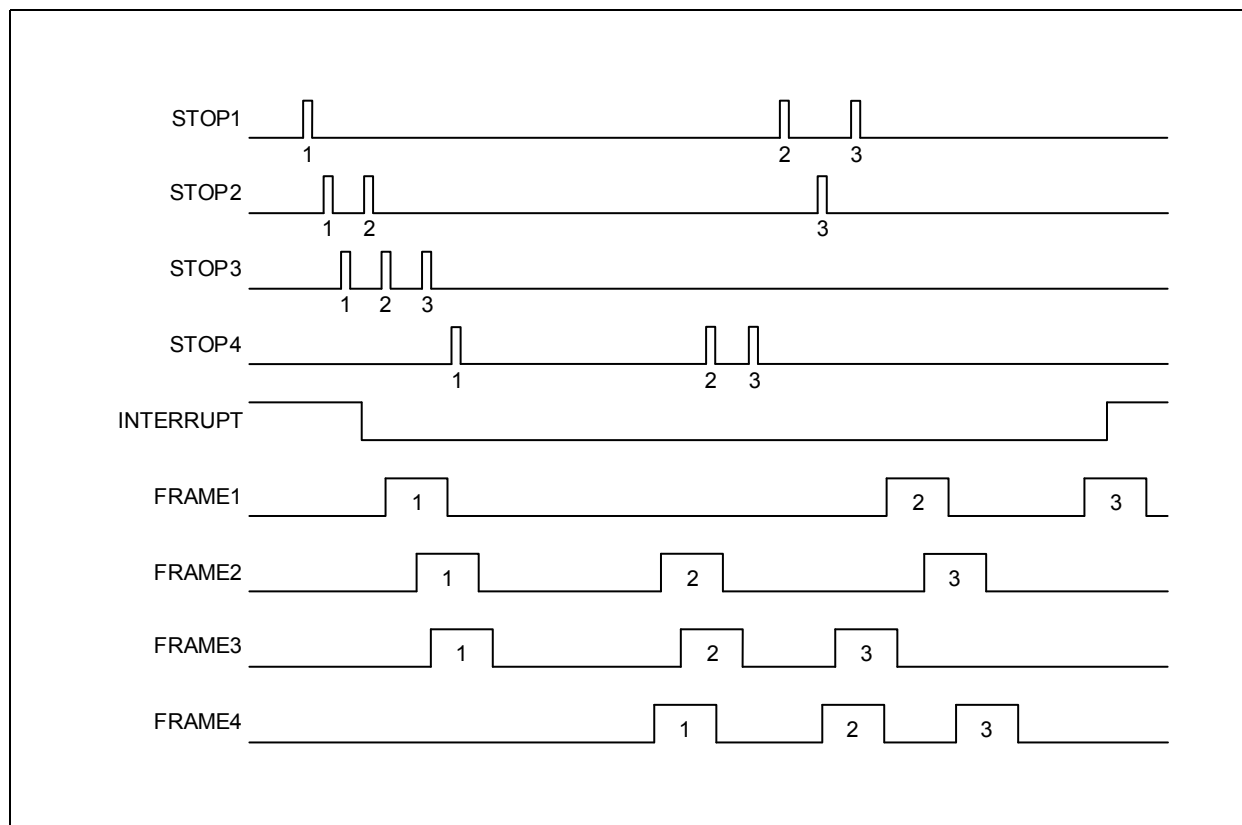 STOP1
1 2 3
STOP2
1 2 3
STOP3
1 2 3
STOP4
1 2 3
INTERRUPT
FRAME1 1 2 3
FRAME2 1 2 3
FRAME3 1 2 3
FRAME4 1 2 3